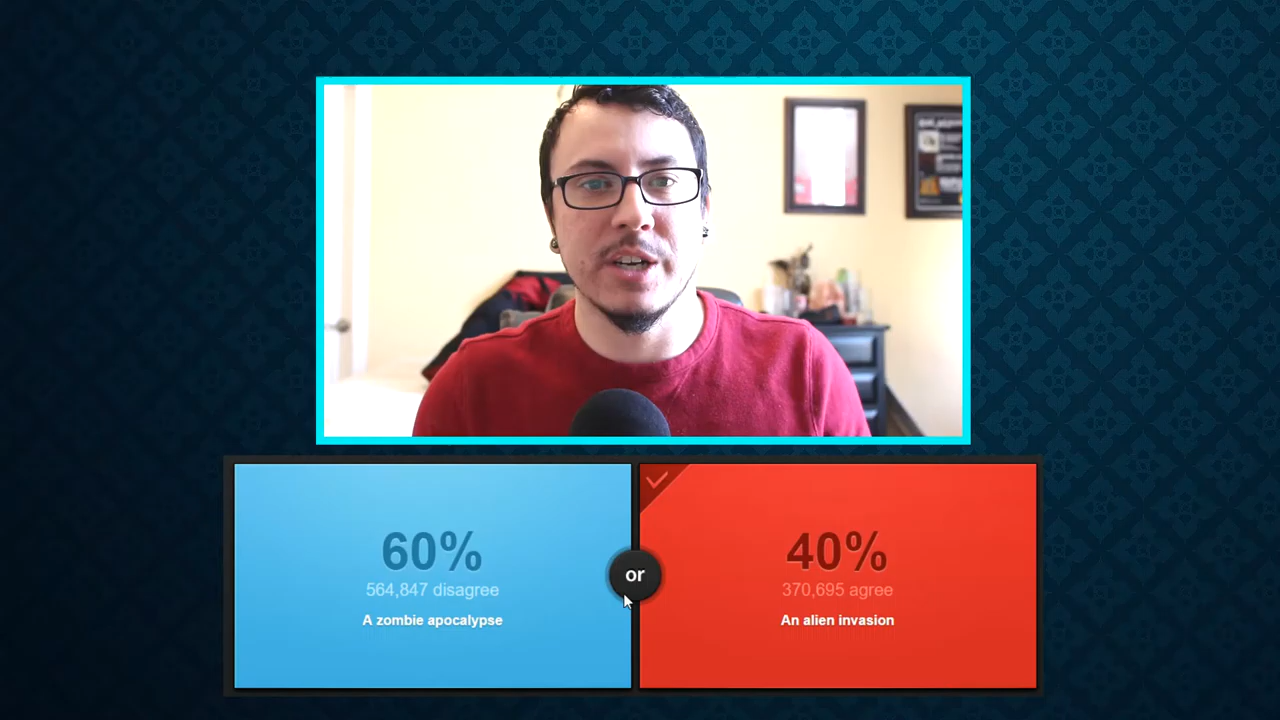 60%
564,847 disagree
A zombie apocalypse
or
40%
370,695 agree
An alien invasion